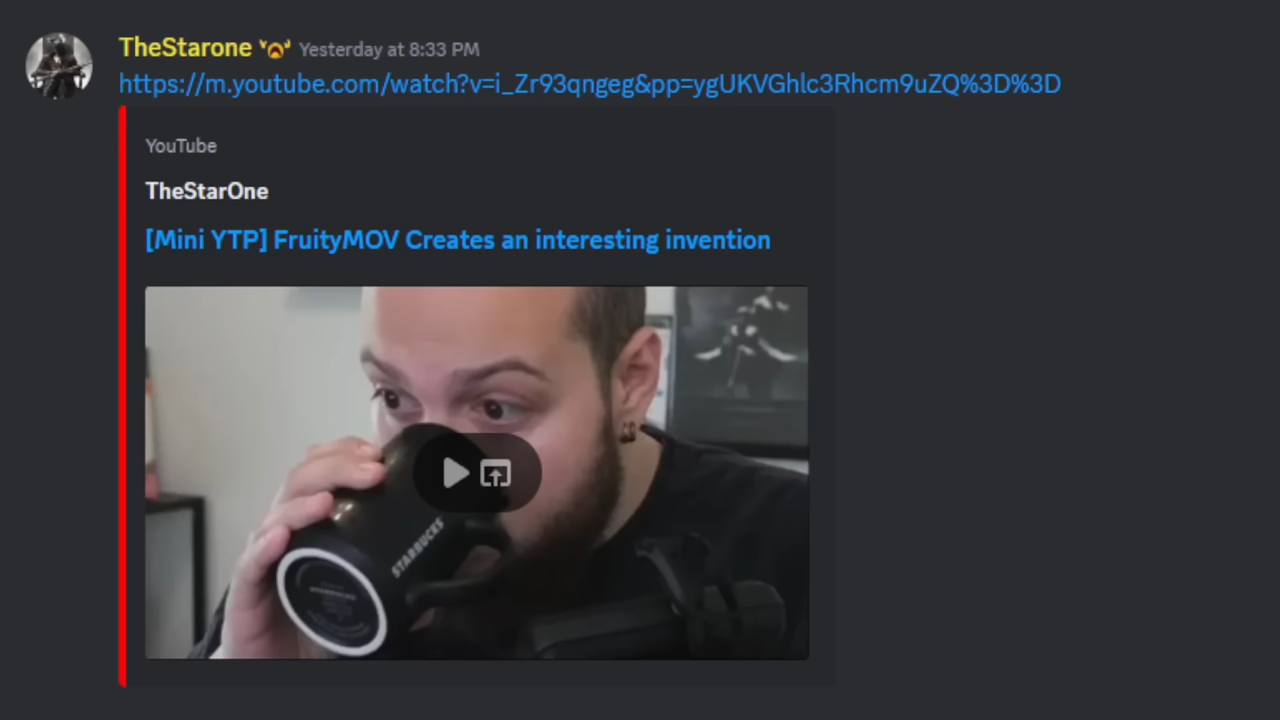 TheStarone Yesterday at 8:33 PM
https://m.youtube.com/watch?v=i_Zr93qngeg&pp=ygUKVGhlc3Rhcm9uZQ%3D%3D
YouTube
TheStarOne
[Mini YTP] FruityMOV Creates an interesting invention
STARBUCKS